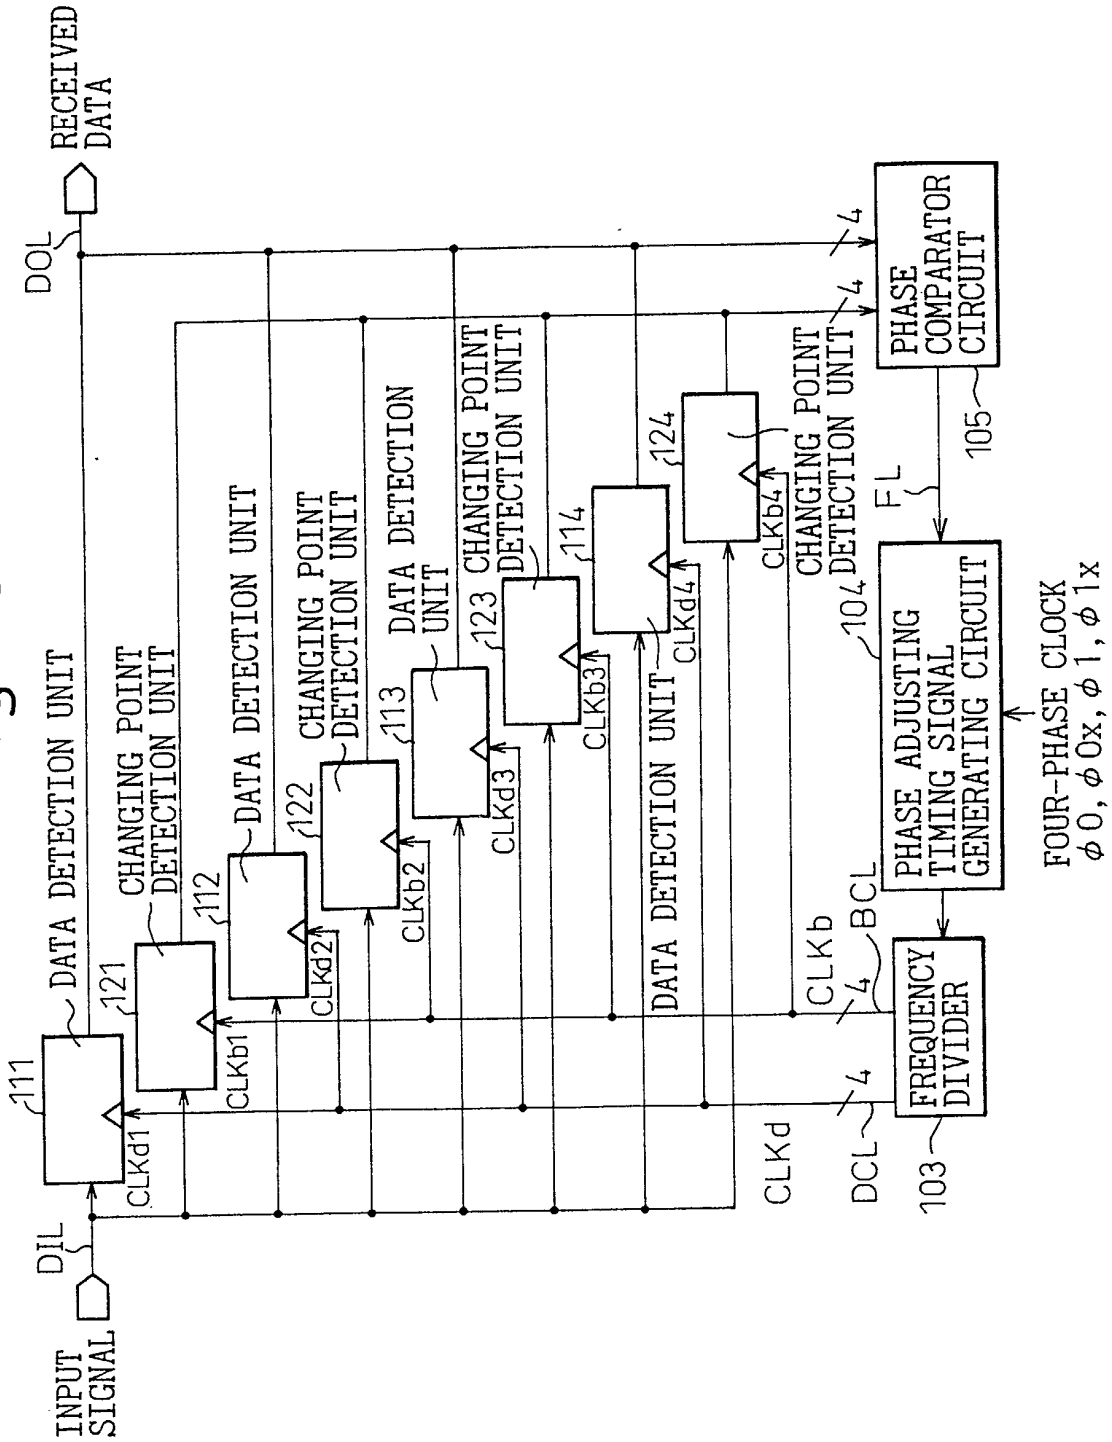 INPUT
SIGNAL
DIL
111
DATA DETECTION UNIT
CLKd1
121
CHANGING POINT
DETECTION UNIT
CLKb1
112
DATA DETECTION UNIT
CLKd2
122
CHANGING POINT
DETECTION UNIT
CLKb2
113
DATA DETECTION
UNIT
CLKd3
123
CHANGING POINT
DETECTION UNIT
CLKb3
114
DATA DETECTION UNIT
CLKd4
124
CHANGING POINT
DETECTION UNIT
CLKb4
DOL
RECEIVED
DATA
CLKd
CLKb
DCL
4
BCL
4
4
4
103
FREQUENCY
DIVIDER
104
PHASE ADJUSTING
TIMING SIGNAL
GENERATING CIRCUIT
FL
105
PHASE
COMPARATOR
CIRCUIT
FOUR-PHASE CLOCK
φ0, φ0x, φ1, φ1x